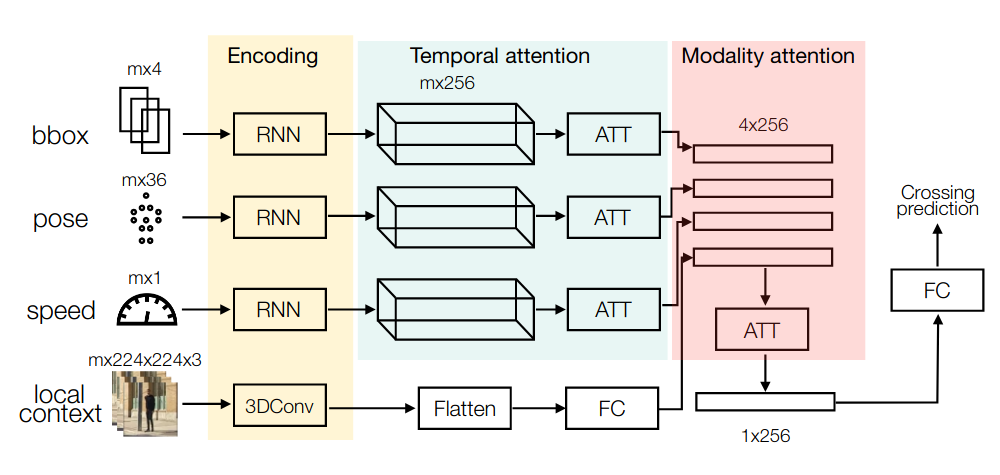 Encoding
Temporal attention
Modality attention
mx4
mx256
bbox
RNN
ATT
4x256
mx36
pose
RNN
ATT
Crossing
prediction
mx1
speed
RNN
ATT
ATT
FC
mx224x224x3
local
context
3DConv
Flatten
FC
1x256